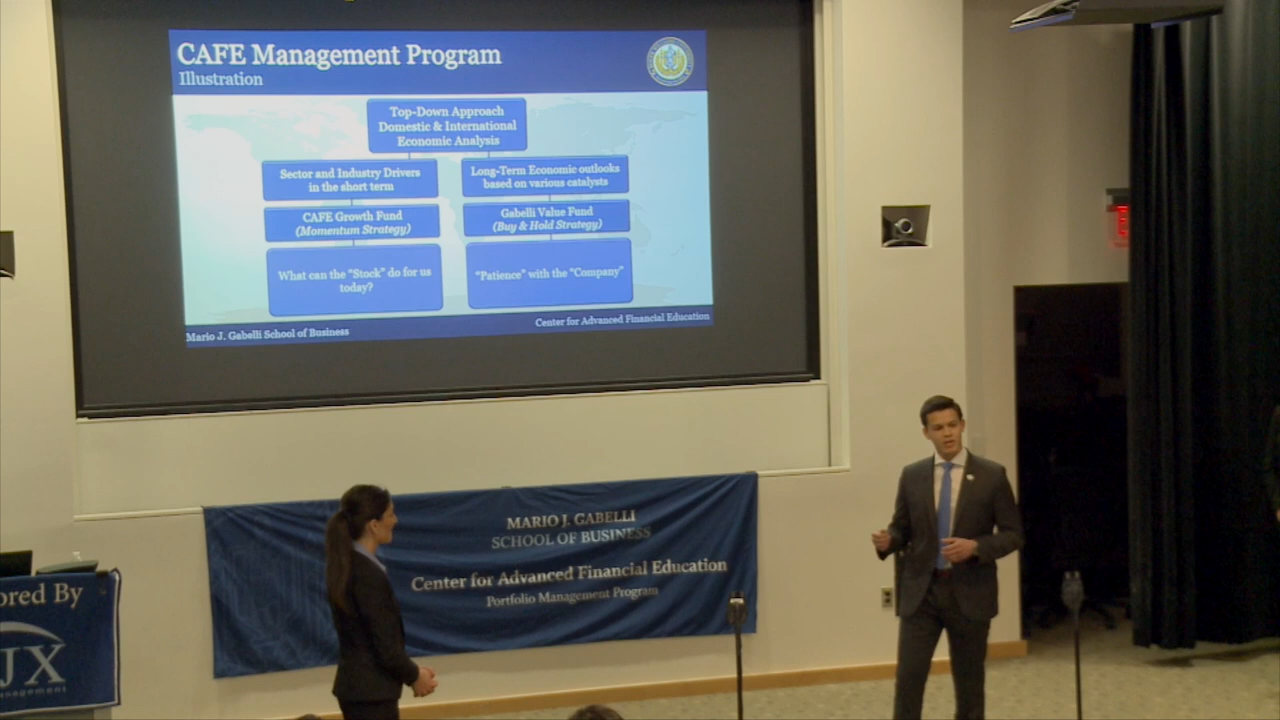 CAFE Management Program
Illustration
Top-Down Approach
Domestic & International
Economic Analysis
Sector and Industry Drivers
in the short term
Long-Term Economic outlooks
based on various catalysts
CAFE Growth Fund
(Momentum Strategy)
Gabelli Value Fund
(Buy & Hold Strategy)
What can the "Stock" do for us
today?
"Patience" with the "Company"
Mario J. Gabelli School of Business
Center for Advanced Financial Education
MARIO J. GABELLI
SCHOOL OF BUSINESS
Center for Advanced Financial Education
Portfolio Management Program
ored By
JX
anagement